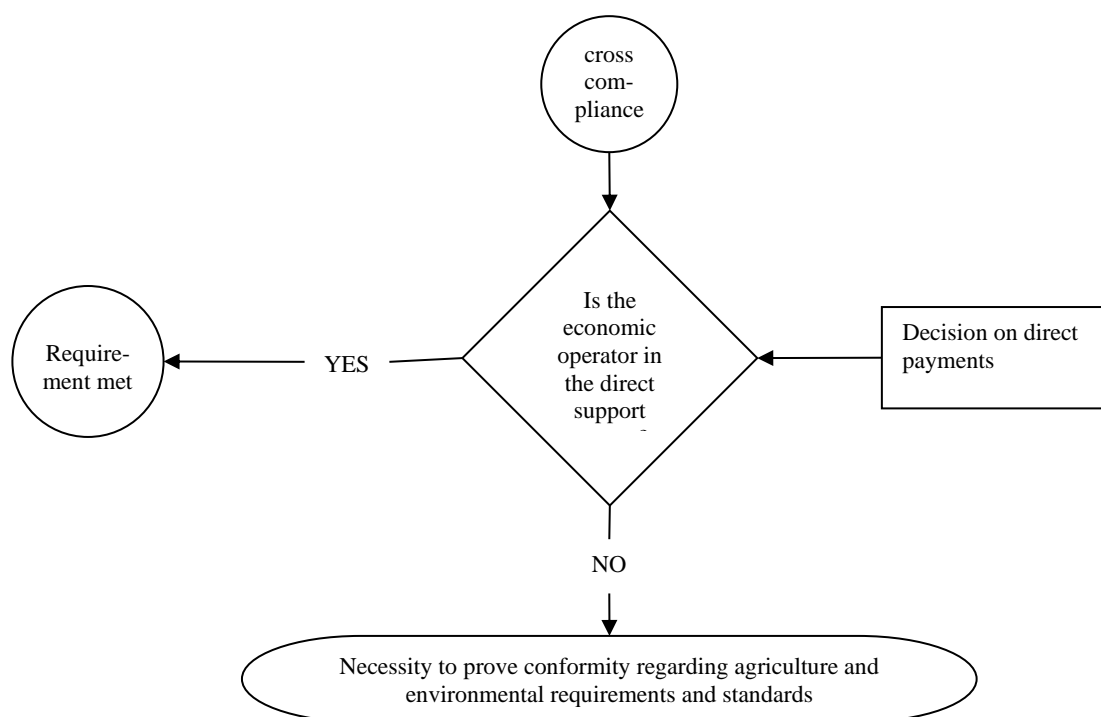 cross
com-
pliance
Is the
economic
operator in
the direct
support
Decision on direct
payments
Require-
ment met
YES
NO
Necessity to prove conformity regarding agriculture and
environmental requirements and standards